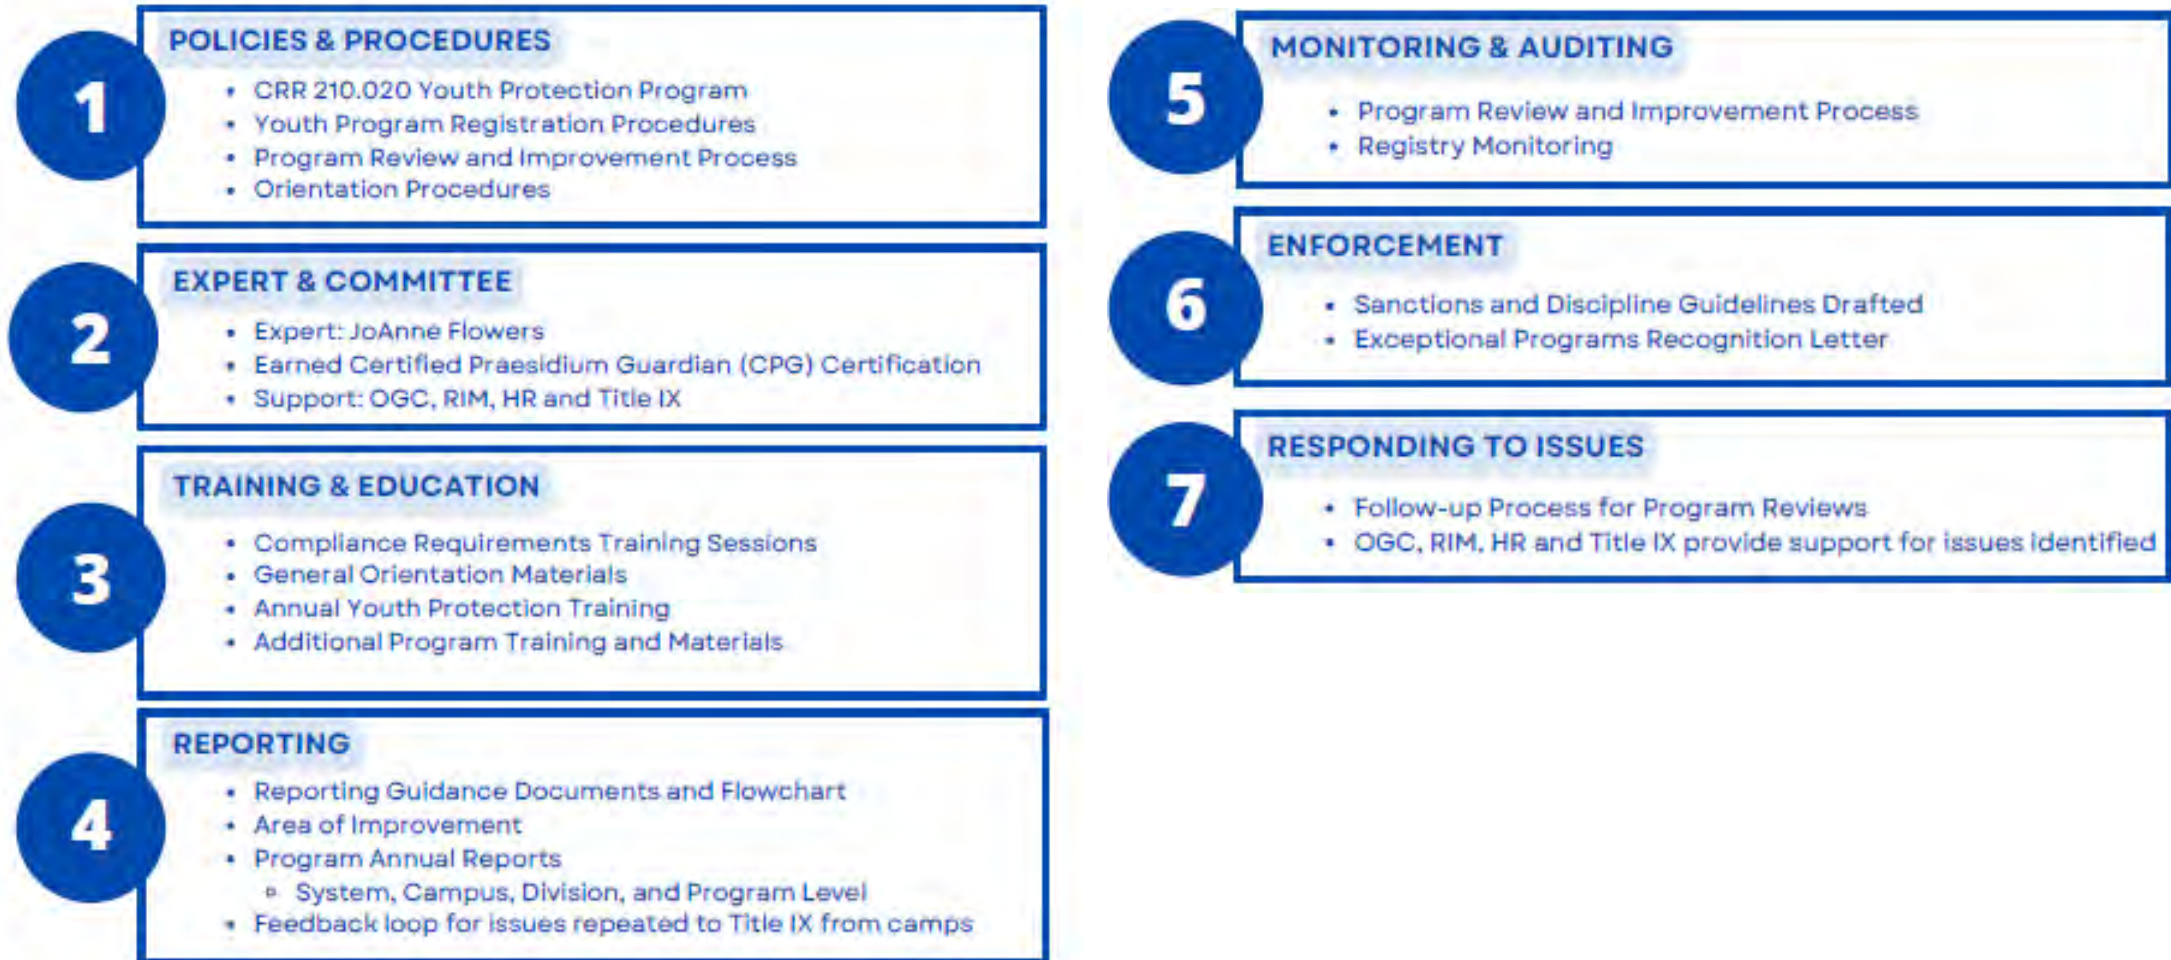 1
POLICIES & PROCEDURES
• CRR 210.020 Youth Protection Program
• Youth Program Registration Procedures
• Program Review and Improvement Process
• Orientation Procedures
2
EXPERT & COMMITTEE
• Expert: JoAnne Flowers
• Earned Certified Praesidium Guardian (CPG) Certification
• Support: OGC, RIM, HR and Title IX
3
TRAINING & EDUCATION
• Compliance Requirements Training Sessions
• General Orientation Materials
• Annual Youth Protection Training
• Additional Program Training and Materials
4
REPORTING
• Reporting Guidance Documents and Flowchart
• Area of Improvement
• Program Annual Reports
◦ System, Campus, Division, and Program Level
• Feedback loop for issues repeated to Title IX from camps
5
MONITORING & AUDITING
• Program Review and Improvement Process
• Registry Monitoring
6
ENFORCEMENT
• Sanctions and Discipline Guidelines Drafted
• Exceptional Programs Recognition Letter
7
RESPONDING TO ISSUES
• Follow-up Process for Program Reviews
• OGC, RIM, HR and Title IX provide support for issues identified